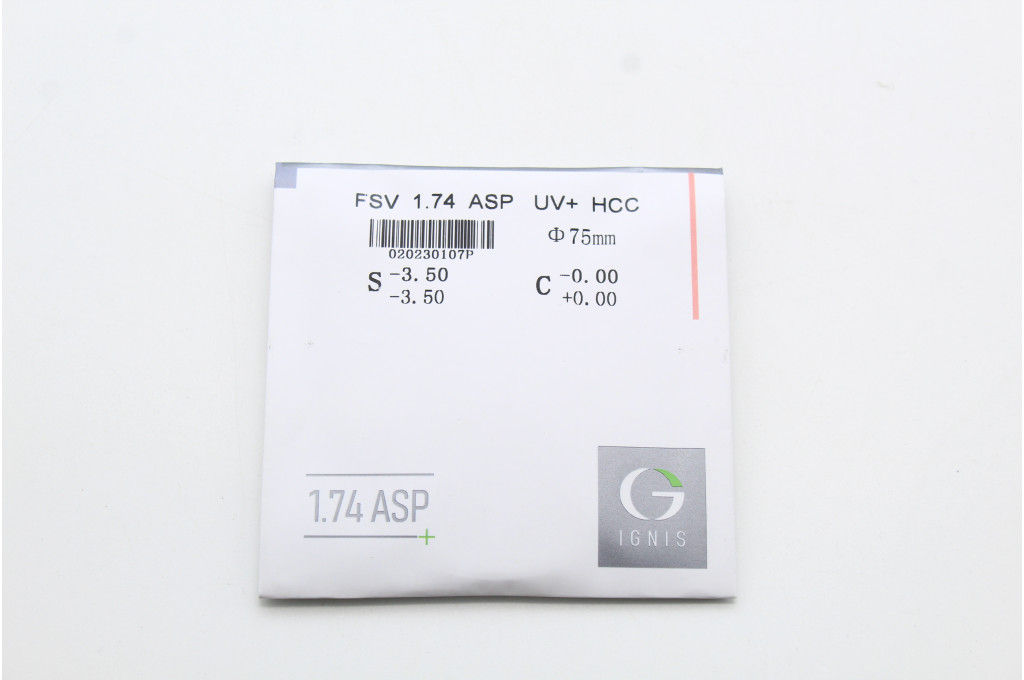 FSV 1.74 ASP UV+ HCC
Φ75mm
020230107P
S -3.50 C -0.00
-3.50 +0.00
1.74 ASP
+
G
IGNIS